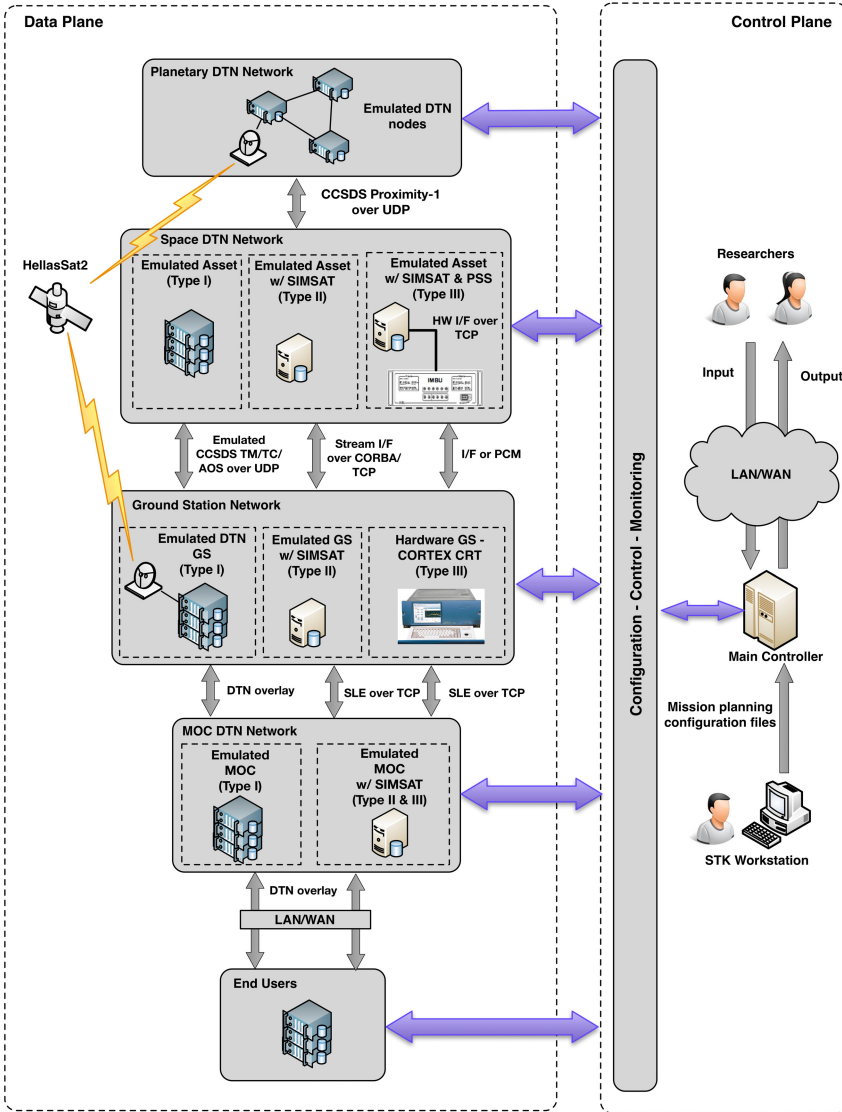 Data Plane
Control Plane
Planetary DTN Network
Emulated DTN
nodes
CCSDS Proximity-1
over UDP
HellasSat2
Space DTN Network
Emulated Asset
(Type I)
Emulated Asset
w/ SIMSAT
(Type II)
Emulated Asset
w/ SIMSAT & PSS
(Type III)
HW I/F over
TCP
IMBU
Emulated
CCSDS TM/TC/
AOS over UDP
Stream I/F
over CORBA/
TCP
I/F or PCM
Ground Station Network
Emulated DTN
GS
(Type I)
Emulated GS
w/ SIMSAT
(Type II)
Hardware GS -
CORTEX CRT
(Type III)
DTN overlay
SLE over TCP
SLE over TCP
MOC DTN Network
Emulated
MOC
(Type I)
Emulated
MOC
w/ SIMSAT
(Type II & III)
DTN overlay
LAN/WAN
End Users
Configuration - Control - Monitoring
Researchers
Input
Output
LAN/WAN
Main Controller
Mission planning
configuration files
STK Workstation